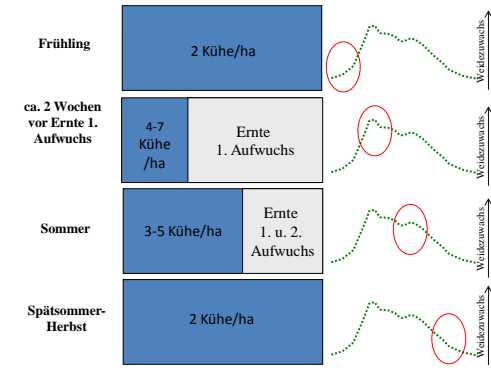 Frühling
2 Kühe/ha
Weidezuwachs
ca. 2 Wochen
vor Ernte 1.
Aufwuchs
4-7
Kühe
/ha
Ernte
1. Aufwuchs
Weidezuwachs
Sommer
3-5 Kühe/ha
Ernte
1. u. 2.
Aufwuchs
Weidezuwachs
Spätsommer-
Herbst
2 Kühe/ha
Weidezuwachs